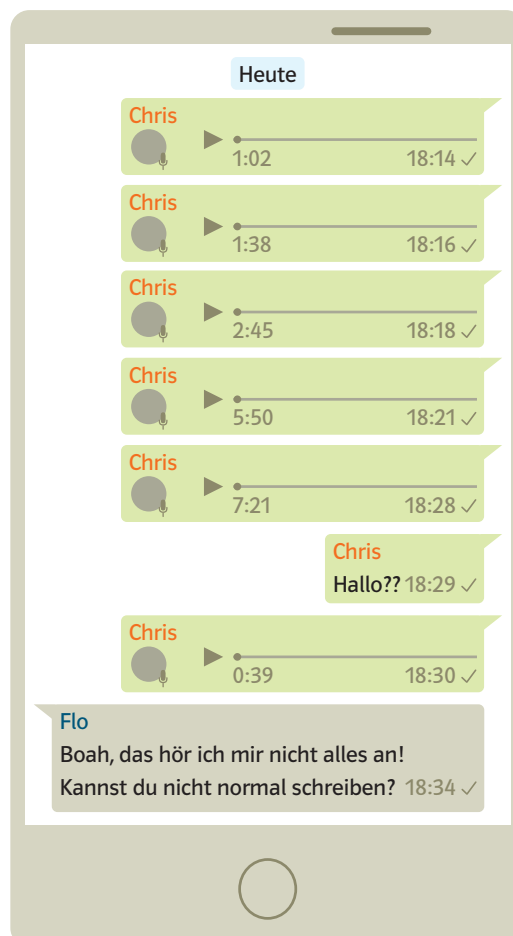 Heute
Chris
1:02 18:14
Chris
1:38 18:16
Chris
2:45 18:18
Chris
5:50 18:21
Chris
7:21 18:28
Chris
Hallo?? 18:29
Chris
0:39 18:30
Flo
Boah, das hör ich mir nicht alles an!
Kannst du nicht normal schreiben? 18:34